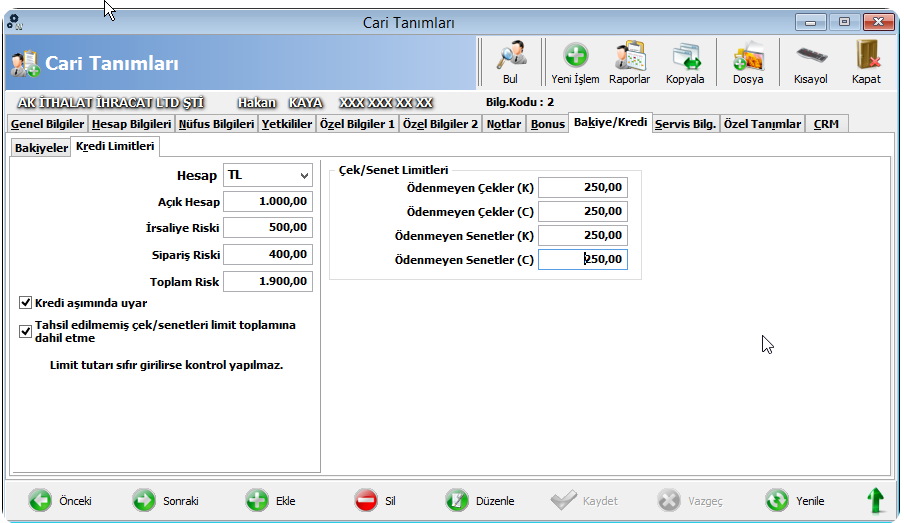 Cari Tanımları
Cari Tanımları
Bul
Yeni İşlem
Raporlar
Kopyala
Dosya
Kısayol
Kapat
AK İTHALAT İHRACAT LTD ŞTİ Hakan KAYA XXX XXX XX XX Bilg.Kodu : 2
Genel Bilgiler Hesap Bilgileri Nüfus Bilgileri Yetkililer Özel Bilgiler 1 Özel Bilgiler 2 Notlar Bonus Bakiye/Kredi Servis Bilg. Özel Tanımlar CRM
Bakiyeler Kredi Limitleri
Hesap TL
Açık Hesap 1.000,00
İrsaliye Riski 500,00
Sipariş Riski 400,00
Toplam Risk 1.900,00
Kredi aşımında uyar
Tahsil edilmemiş çek/senetleri limit toplamına
dahil etme
Limit tutarı sıfır girilirse kontrol yapılmaz.
Çek/Senet Limitleri
Ödenmeyen Çekler (K) 250,00
Ödenmeyen Çekler (C) 250,00
Ödenmeyen Senetler (K) 250,00
Ödenmeyen Senetler (C) 250,00
Önceki Sonraki Ekle Sil Düzenle Kaydet Vazgeç Yenile